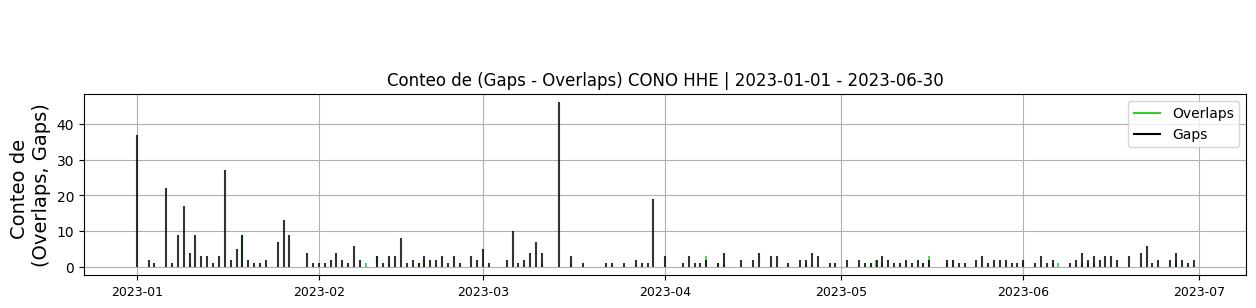 Conteo de (Gaps - Overlaps) CONO HHE | 2023-01-01 - 2023-06-30
Conteo de
(Overlaps, Gaps)
40
30
20
10
0
Overlaps
Gaps
2023-01
2023-02
2023-03
2023-04
2023-05
2023-06
2023-07